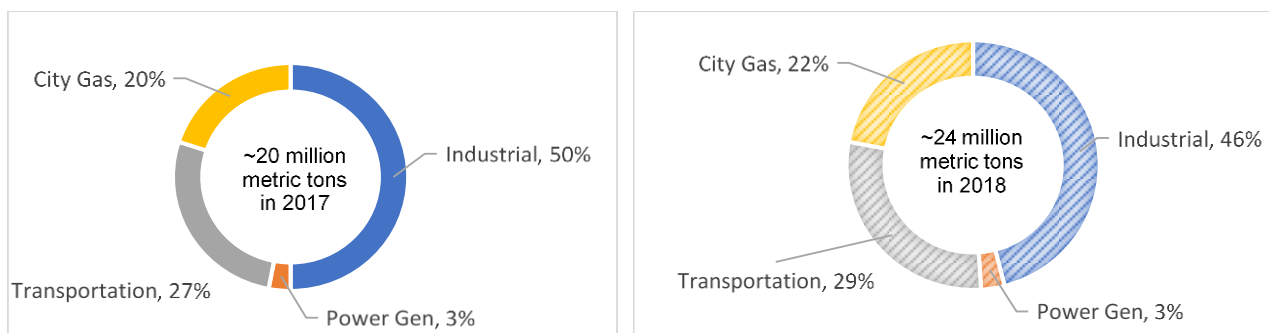 City Gas, 20%
~20 million
metric tons
in 2017
Industrial, 50%
Transportation, 27%
Power Gen, 3%
City Gas, 22%
~24 million
metric tons
in 2018
Industrial, 46%
Transportation, 29%
Power Gen, 3%